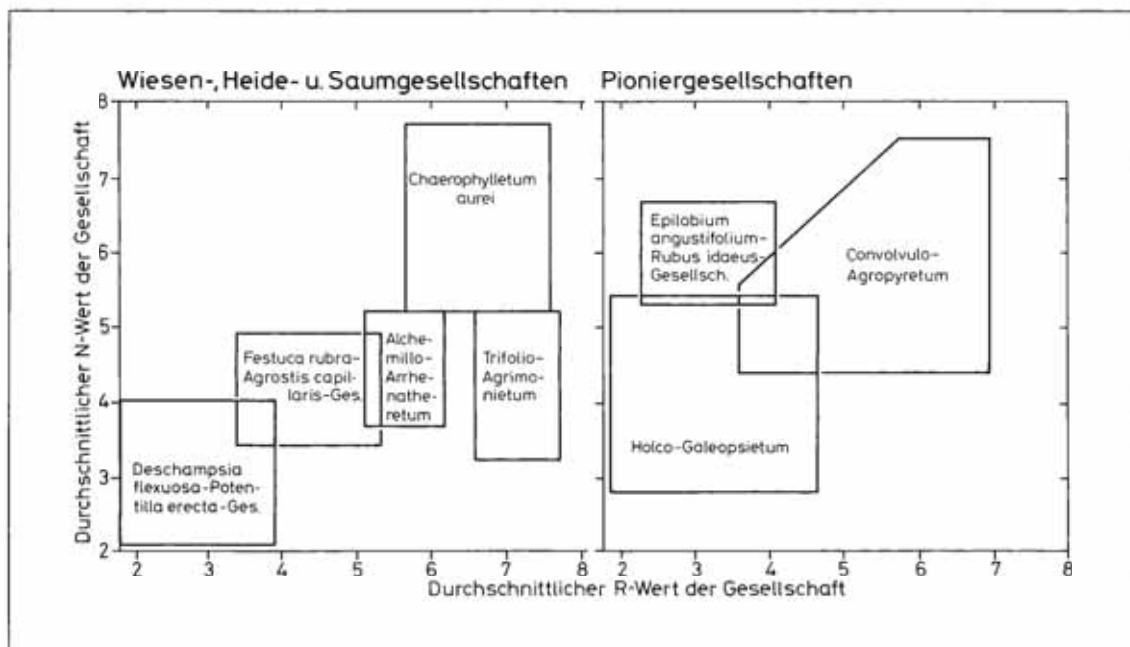 Wiesen-, Heide- u. Saumgesellschaften
Pioniergesellschaften
Durchschnittlicher N-Wert der Gesellschaft
8
7
6
5
4
3
2
Chaerophylletum
aurei
Festuca rubra-
Agrostis capil-
laris-Ges.
Alche-
millo-
Arrhe-
nathe-
retum
Trifolio-
Agrimo-
nietum
Deschampsia
flexuosa-Poten-
tilla erecta-Ges.
Epilobium
angustifolium-
Rubus idaeus-
Gesellsch.
Convolvulo-
Agropyretum
Holco-Galeopsietum
2 3 4 5 6 7 8
2 3 4 5 6 7 8
Durchschnittlicher R-Wert der Gesellschaft